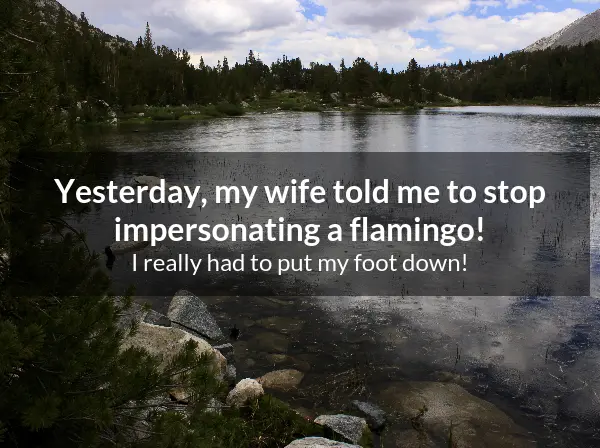 Yesterday, my wife told me to stop
impersonating a flamingo!
I really had to put my foot down!